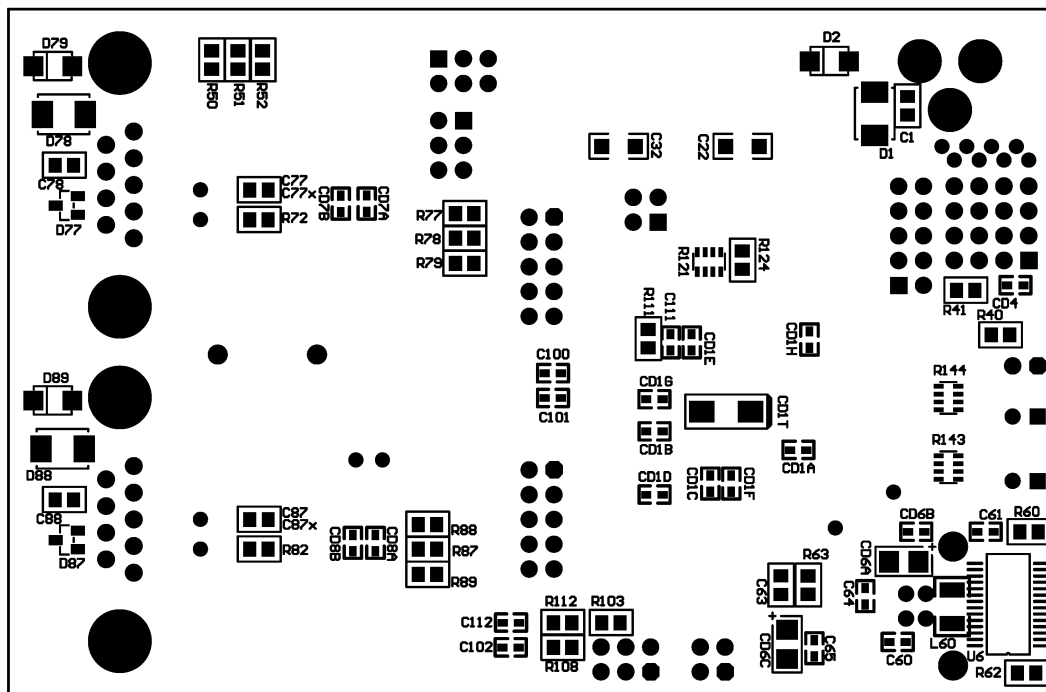 D79
D2
R50
R51
R52
D78
C1
D1
C32
C22
C78
C77
C77x
CD7B
CD7A
D77
R72
R77
R78
R79
R121
R124
CD4
R41
R40
R111
C111
CD1E
CD1H
C100
D89
CD1G
R144
C101
CD1T
CD1B
R143
D88
CD1A
CD1D
CD1C
CD1F
C88
C87
C87x
R88
CD6B
C61
R60
D87
R82
CD8B
CD8A
R87
R89
CD6A
R63
C63
C64
C112
R112
R103
C102
R108
CD6C
C65
C60
L60
U6
R62